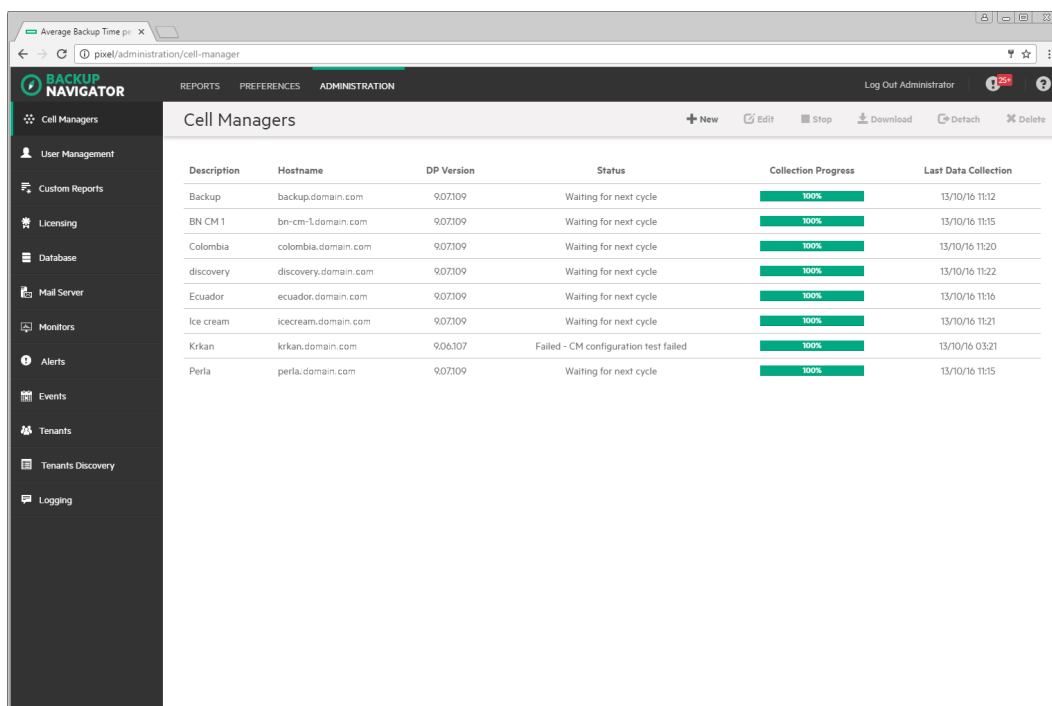 Average Backup Time pe
pixel/administration/cell-manager
BACKUP
NAVIGATOR
REPORTS PREFERENCES ADMINISTRATION Log Out Administrator 25+
Cell Managers
User Management
Custom Reports
Licensing
Database
Mail Server
Monitors
Alerts
Events
Tenants
Tenants Discovery
Logging
Cell Managers New Edit Stop Download Detach Delete
Description Hostname DP Version Status Collection Progress Last Data Collection
Backup backup.domain.com 9.07.109 Waiting for next cycle 100% 13/10/16 11:12
BN CM 1 bn-cm-1.domain.com 9.07.109 Waiting for next cycle 100% 13/10/16 11:15
Colombia colombia.domain.com 9.07.109 Waiting for next cycle 100% 13/10/16 11:20
discovery discovery.domain.com 9.07.109 Waiting for next cycle 100% 13/10/16 11:22
Ecuador ecuador.domain.com 9.07.109 Waiting for next cycle 100% 13/10/16 11:16
Ice cream icecream.domain.com 9.07.109 Waiting for next cycle 100% 13/10/16 11:21
Krkan krkan.domain.com 9.06.107 Failed - CM configuration test failed 100% 13/10/16 03:21
Perla perla.domain.com 9.07.109 Waiting for next cycle 100% 13/10/16 11:15